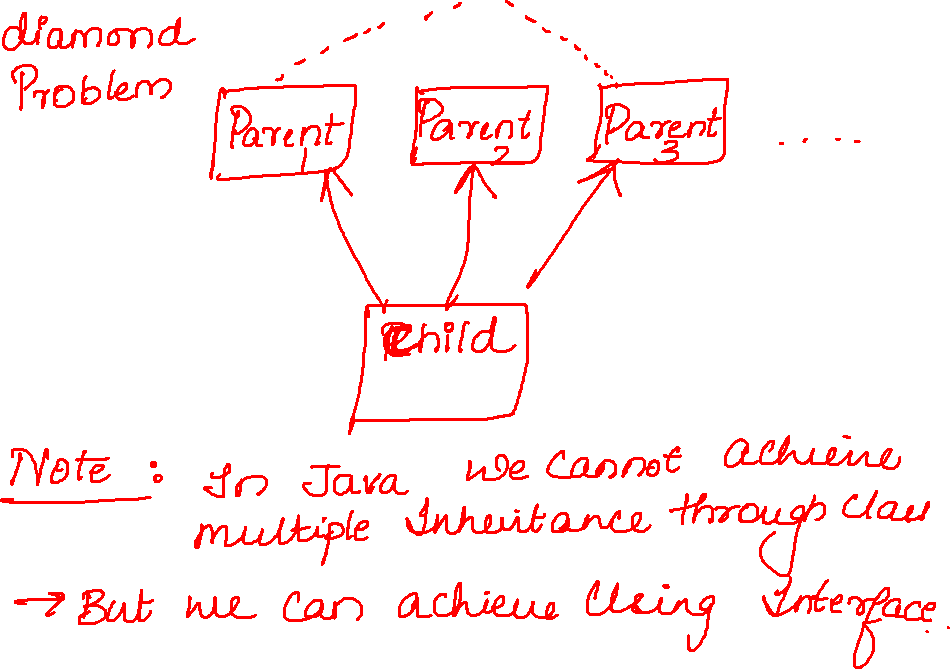 diamond
Problem
Parent
1
Parent
2
Parent
3
.....
Child
Note : In Java we cannot achieve
multiple Inheritance through class
→ But we can achieve Using Interface.